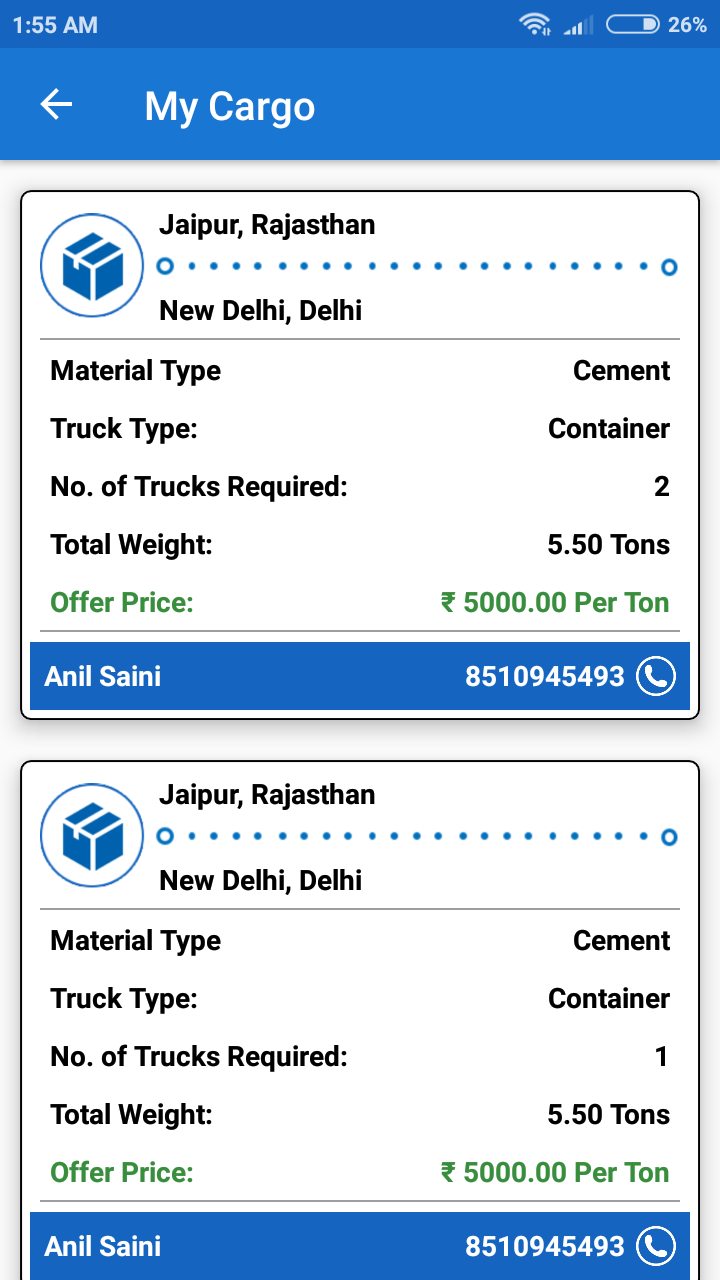 1:55 AM 26%
My Cargo
Jaipur, Rajasthan
New Delhi, Delhi
Material Type Cement
Truck Type: Container
No. of Trucks Required: 2
Total Weight: 5.50 Tons
Offer Price: ₹ 5000.00 Per Ton
Anil Saini 8510945493
Jaipur, Rajasthan
New Delhi, Delhi
Material Type Cement
Truck Type: Container
No. of Trucks Required: 1
Total Weight: 5.50 Tons
Offer Price: ₹ 5000.00 Per Ton
Anil Saini 8510945493